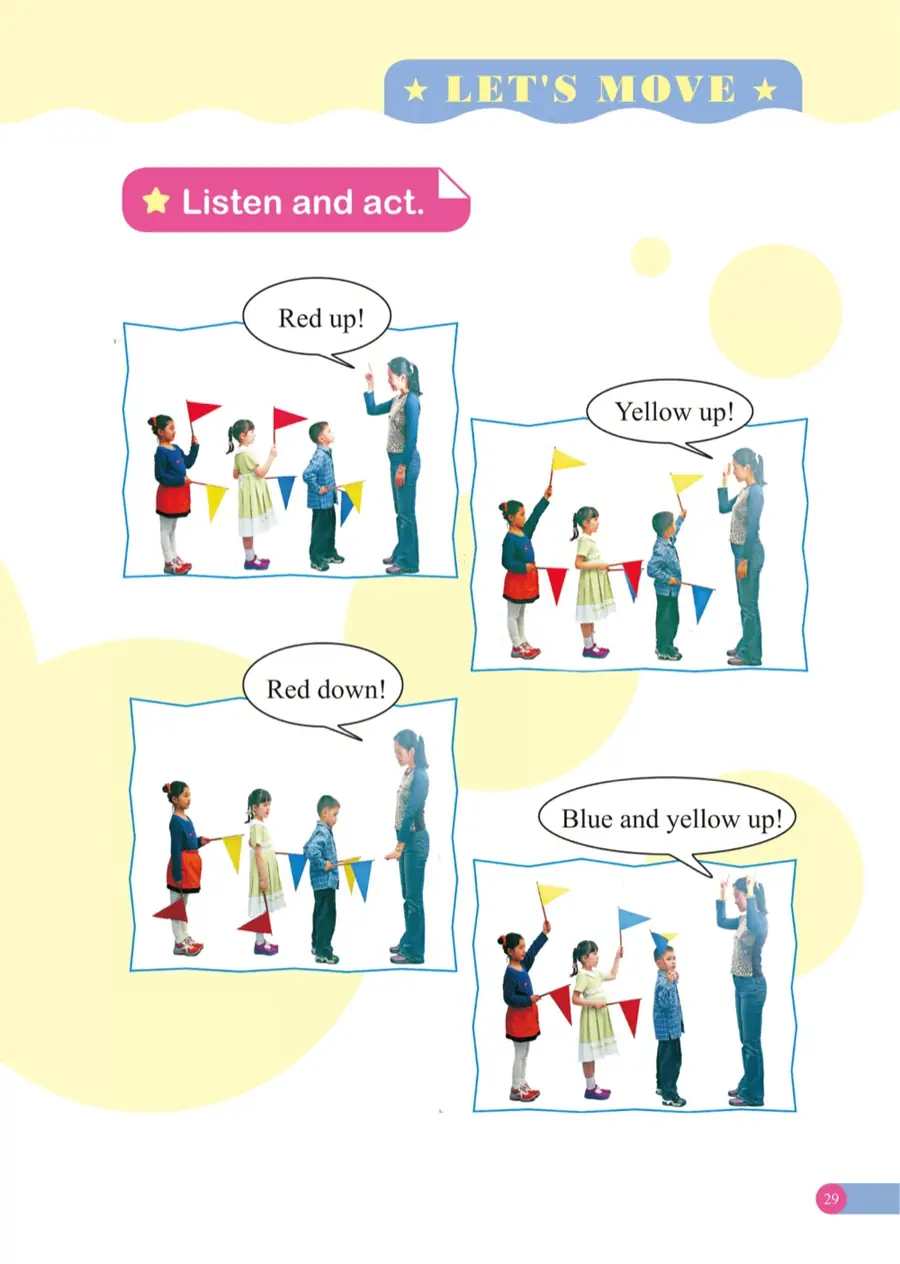 ★ LET'S MOVE ★
Listen and act.
Red up!
Yellow up!
Red down!
Blue and yellow up!
29